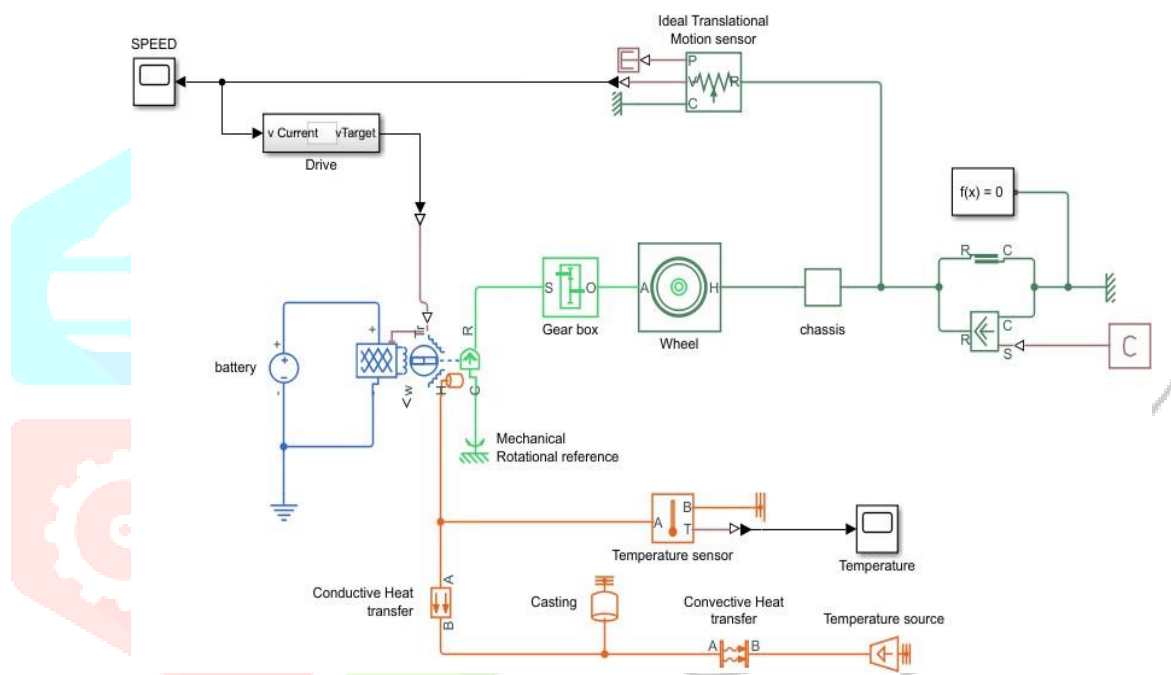 Ideal Translational
Motion sensor
SPEED
P
V
R
C
v Current
vTarget
Drive
f(x) = 0
R
C
S
O
A
H
Gear box
Wheel
chassis
R
C
S
C
battery
+
-
+
-
Tr
<w
H
R
C
Mechanical
Rotational reference
A
B
T
Temperature sensor
Temperature
Conductive Heat
transfer
A
B
Casting
Convective Heat
transfer
A
B
Temperature source